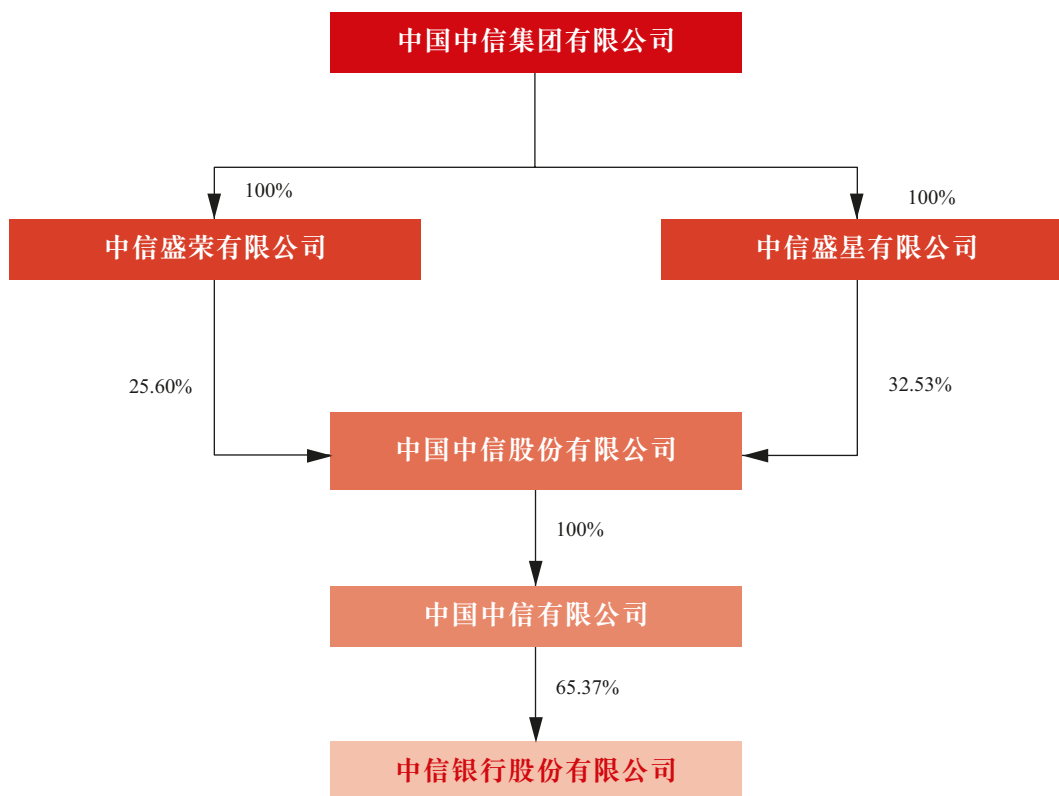 中国中信集团有限公司
100%
100%
中信盛荣有限公司
中信盛星有限公司
25.60%
32.53%
中国中信股份有限公司
100%
中国中信有限公司
65.37%
中信银行股份有限公司